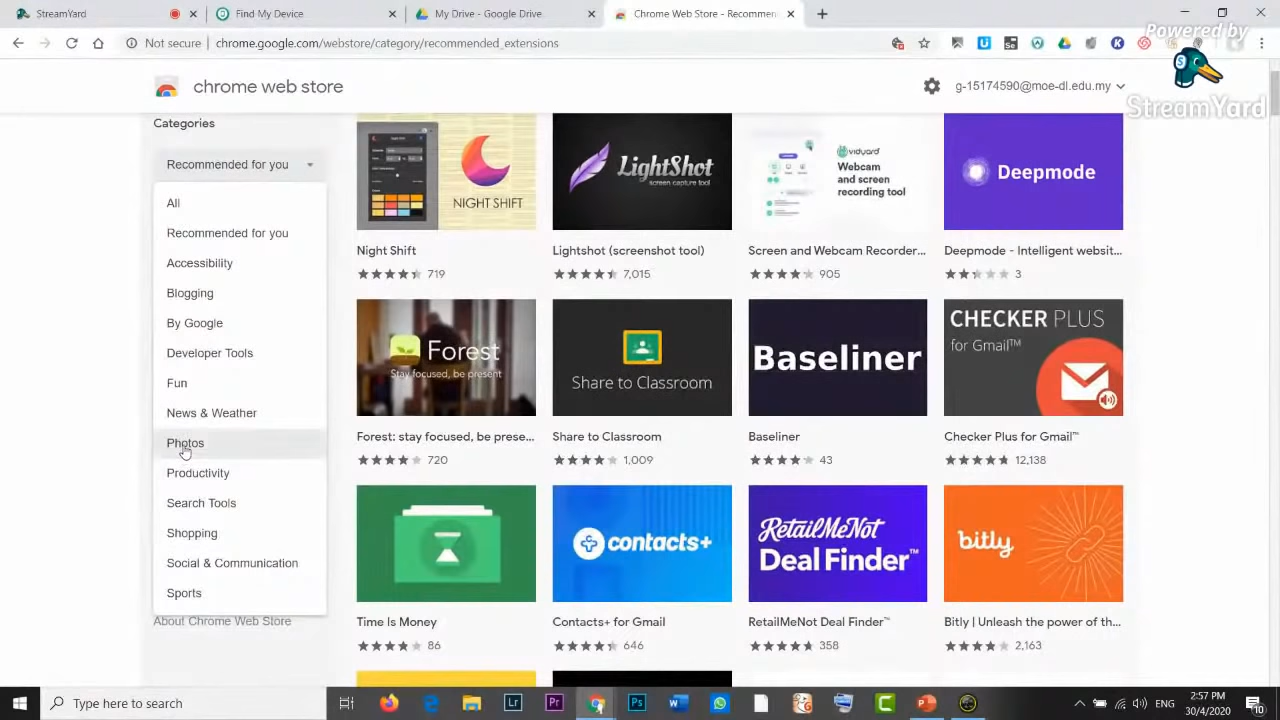 StreamYard
Find My Device
My Drive - Google Drive
Chrome Web Store - Recommen
Not secure
chrome.google.com/webstore/category/recommended_extensions
Powered by
StreamYard
chrome web store
g-15174590@moe-dl.edu.my
Categories
Recommended for you
All
Recommended for you
Accessibility
Blogging
By Google
Developer Tools
Fun
News & Weather
Photos
Productivity
Search Tools
Shopping
Social & Communication
Sports
About Chrome Web Store
NIGHT SHIFT
LightShot
screen capture tool
vidyard
Webcam
and screen
recording tool
Deepmode
Night Shift
Lightshot (screenshot tool)
Screen and Webcam Recorder...
Deepmode - Intelligent websit...
719
7,015
905
3
Forest
Stay focused, be present
Share to Classroom
Baseliner
CHECKER PLUS
for Gmail™
Forest: stay focused, be prese...
Share to Classroom
Baseliner
Checker Plus for Gmail™
720
1,009
43
12,138
contacts+
RetailMeNot
Deal Finder™
bitly
Time Is Money
Contacts+ for Gmail
RetailMeNot Deal Finder™
Bitly | Unleash the power of th...
86
646
358
2,163
Type here to search
ENG
2:57 PM
30/4/2020